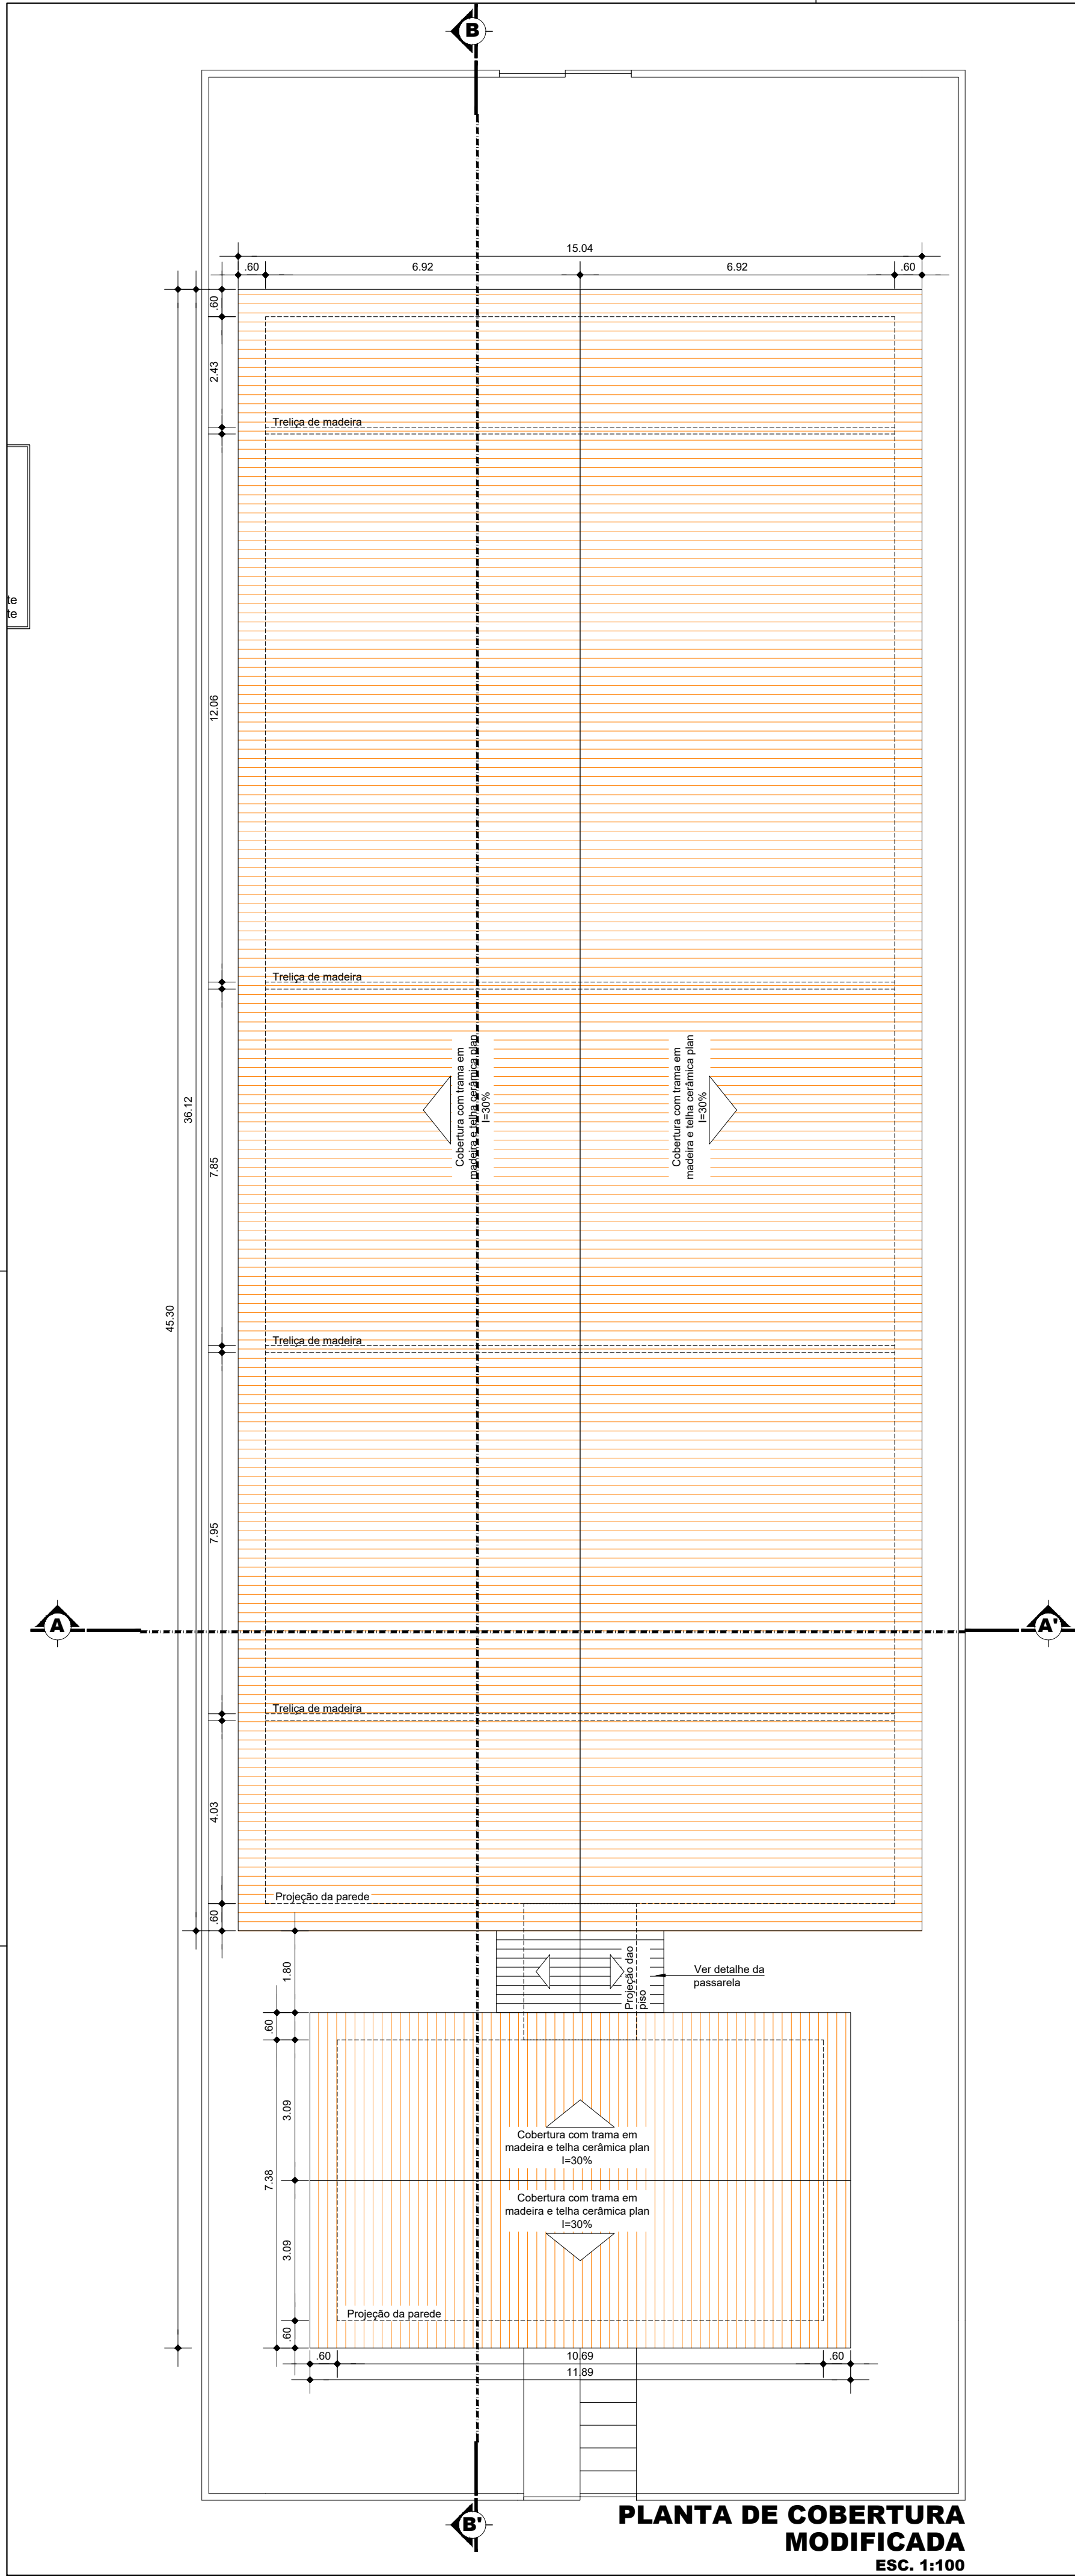 B
15.04
.60
6.92
6.92
.60
.60
2.43
Treliça de madeira
te
te
12.06
Treliça de madeira
36.12
Cobertura com trama em
madeira e telha cerâmica plan
I=30%
Cobertura com trama em
madeira e telha cerâmica plan
I=30%
7.85
45.30
Treliça de madeira
7.95
A
A'
Treliça de madeira
4.03
Projeção da parede
.60
1.80
Projeção dao
piso
Ver detalhe da
passarela
.60
3.09
Cobertura com trama em
madeira e telha cerâmica plan
I=30%
7.38
Cobertura com trama em
madeira e telha cerâmica plan
I=30%
3.09
Projeção da parede
.60
.60
10.69
.60
11.89
B'
PLANTA DE COBERTURA
MODIFICADA
ESC. 1:100